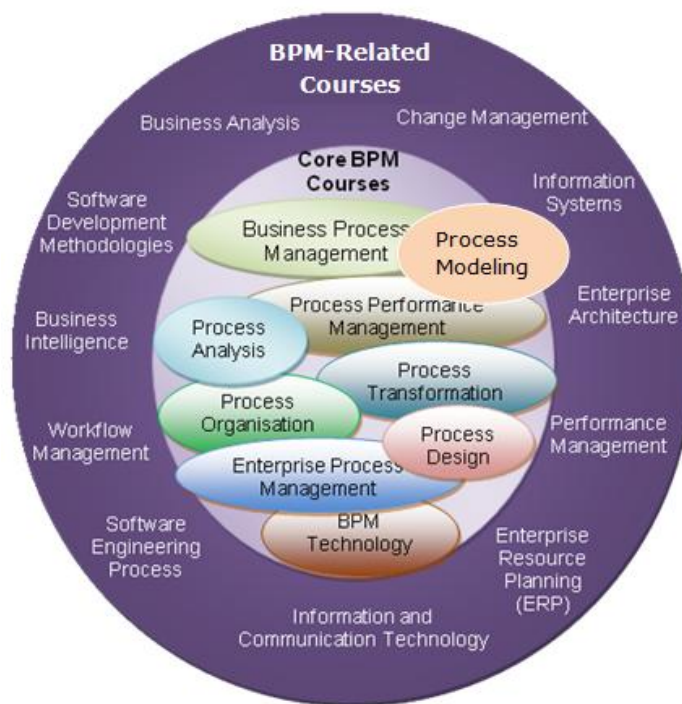 BPM-Related
Courses
Business Analysis
Change Management
Core BPM
Courses
Software
Development
Methodologies
Information
Systems
Business Process
Management
Process
Modeling
Business
Intelligence
Enterprise
Architecture
Process Performance
Management
Process
Analysis
Process
Transformation
Process
Organisation
Workflow
Management
Performance
Management
Process
Design
Enterprise Process
Management
BPM
Technology
Software
Engineering
Process
Enterprise
Resource
Planning
(ERP)
Information and
Communication Technology